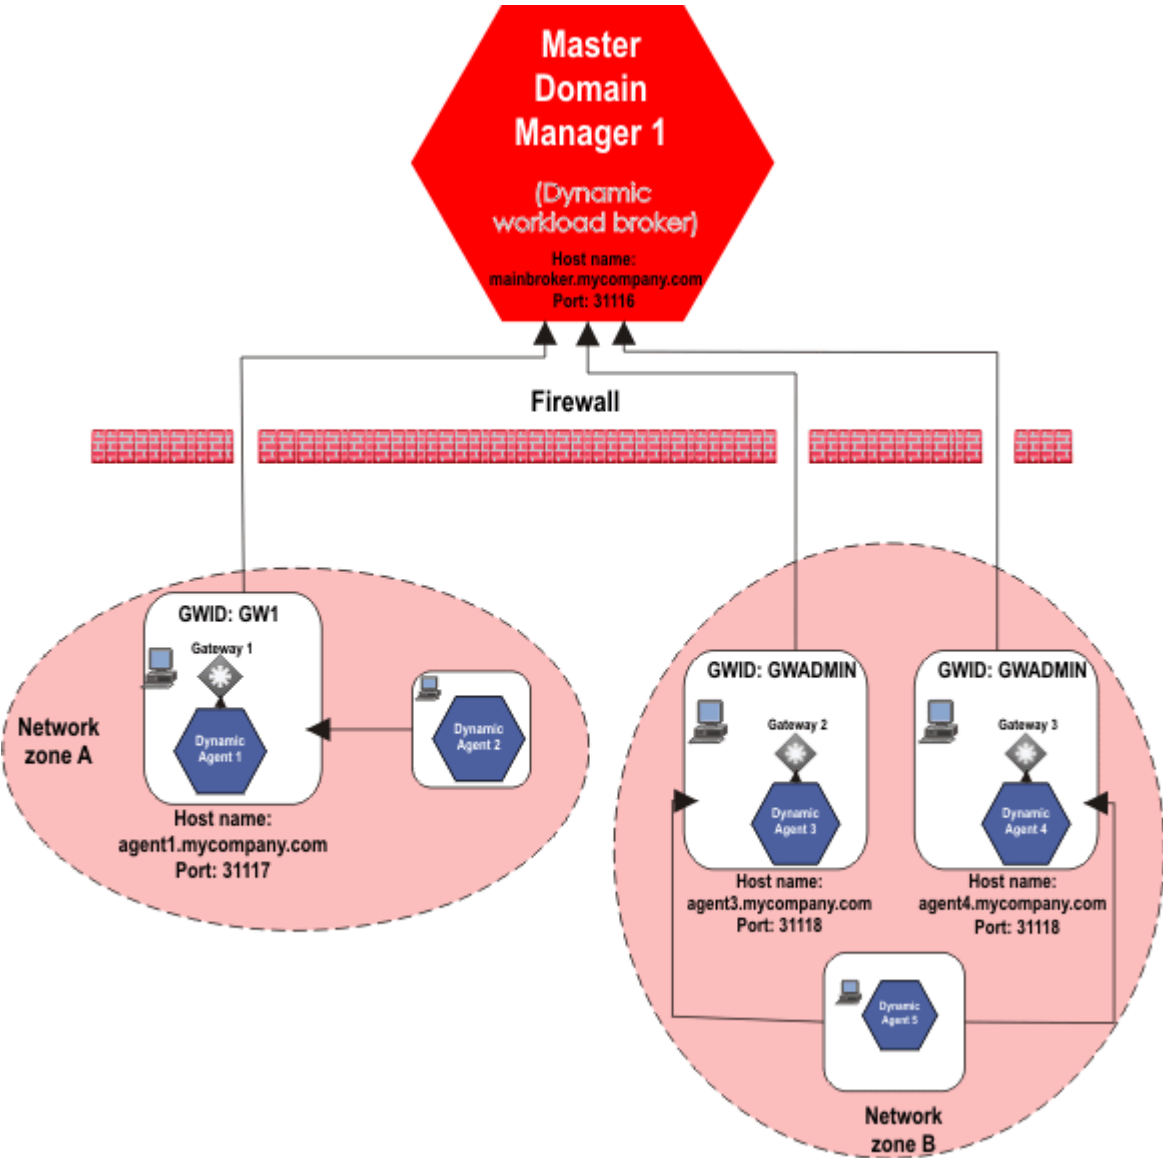 Master
Domain
Manager 1
(Dynamic
workload broker)
Host name:
mainbroker.mycompany.com
Port: 31116
Firewall
GWID: GW1
Gateway 1
Dynamic
Agent 1
Dynamic
Agent 2
Network
zone A
Host name:
agent1.mycompany.com
Port: 31117
GWID: GWADMIN
Gateway 2
Dynamic
Agent 3
Host name:
agent3.mycompany.com
Port: 31118
GWID: GWADMIN
Gateway 3
Dynamic
Agent 4
Host name:
agent4.mycompany.com
Port: 31118
Dynamic
Agent 5
Network
zone B